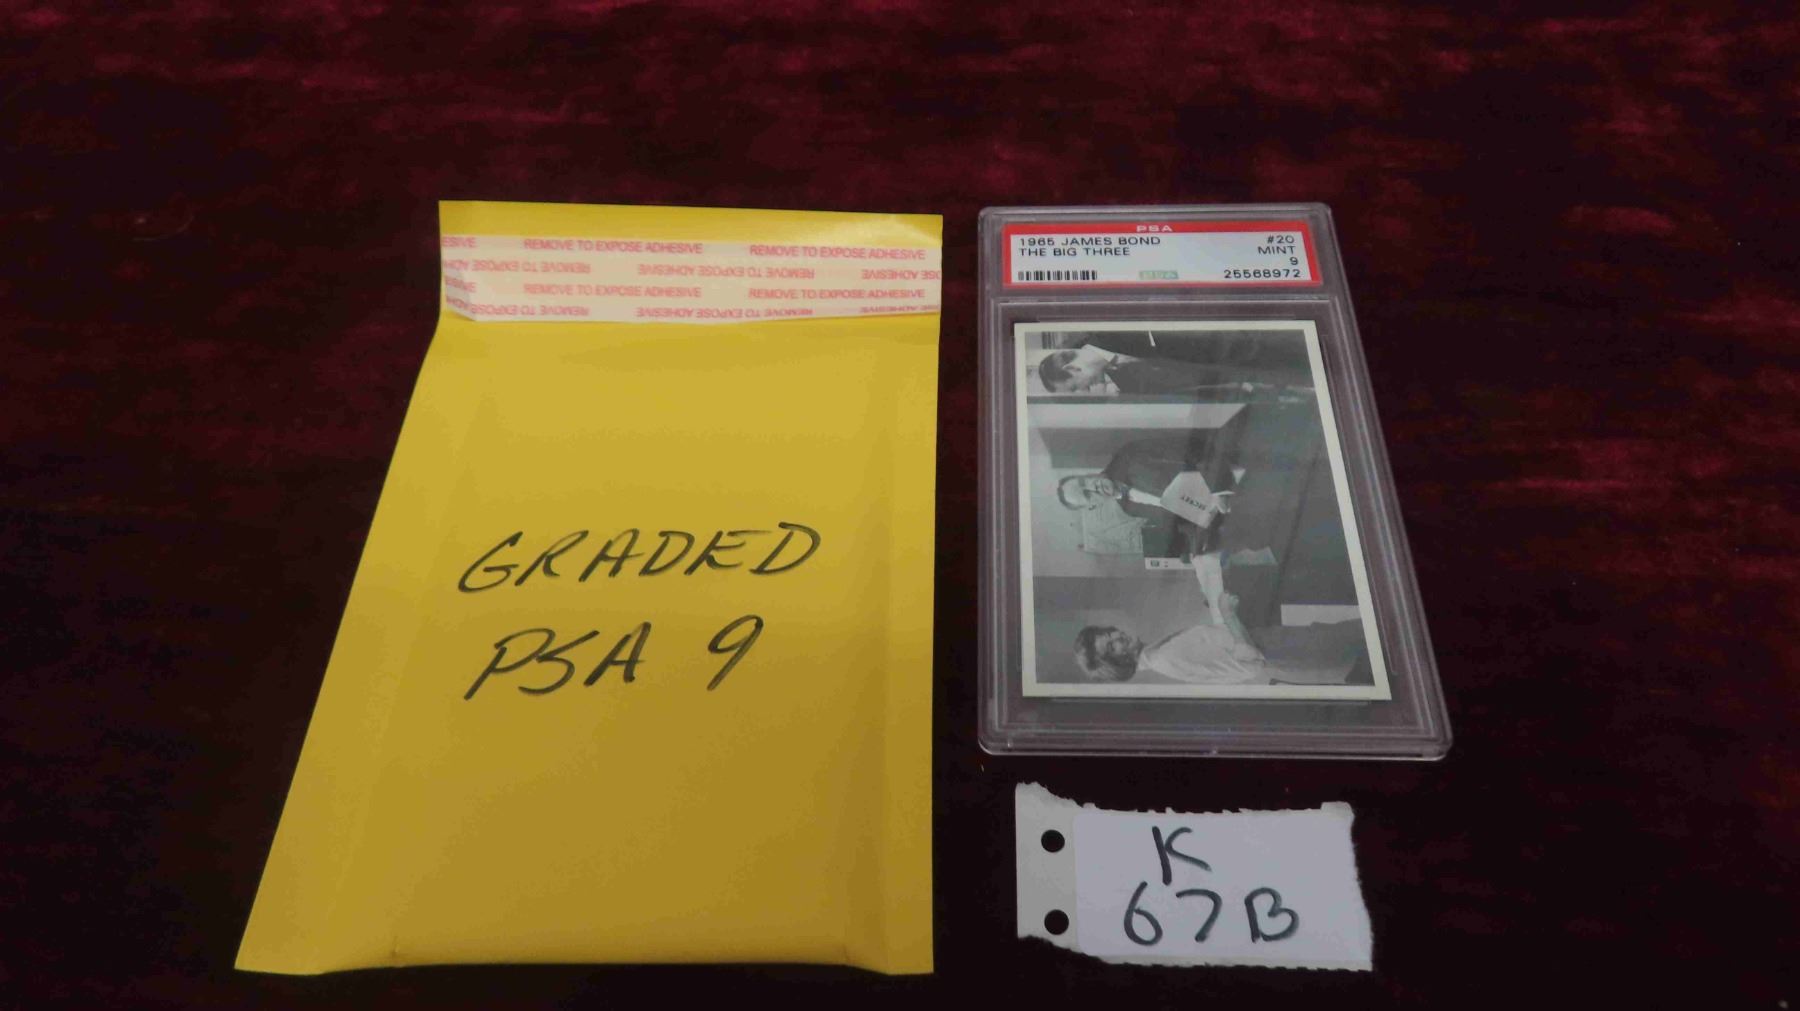 ESIVE REMOVE TO EXPOSE ADHESIVE REMOVE TO EXPOSE ADHESIVE
REMOVE TO EXPOSE ADHESIVE REMOVE TO EXPOSE ADHESIVE
REMOVE TO EXPOSE ADHESIVE REMOVE TO EXPOSE ADHESIVE
REMOVE TO EXPOSE ADHESIVE REMOVE TO EXPOSE ADHESIVE
GRADED
PSA 9
PSA
1965 JAMES BOND #20
THE BIG THREE MINT
9
25568972
SECRET
K
67B